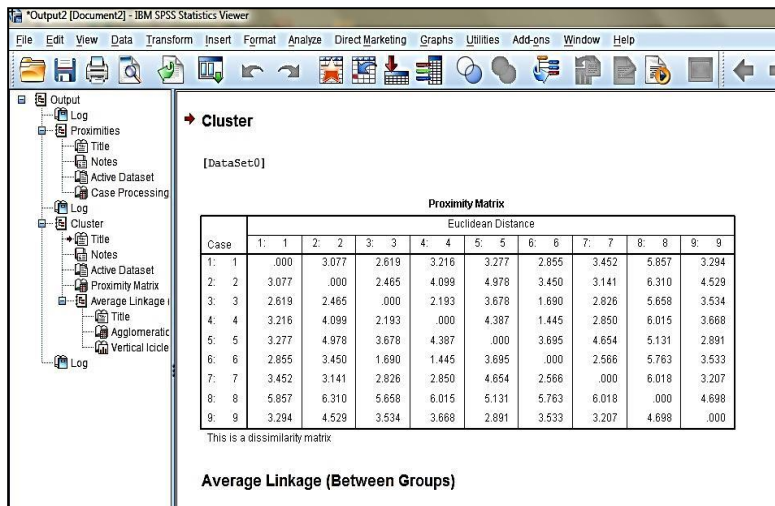 *Output2 [Document2] - IBM SPSS Statistics Viewer
File Edit View Data Transform Insert Format Analyze Direct Marketing Graphs Utilities Add-ons Window Help
Output
Log
Proximities
Title
Notes
Active Dataset
Case Processing
Log
Cluster
Title
Notes
Active Dataset
Proximity Matrix
Average Linkage (
Title
Agglomeratic
Vertical Icicle
Log
Cluster
[DataSet0]
Proximity Matrix
Euclidean Distance
Case 1: 1 2: 2 3: 3 4: 4 5: 5 6: 6 7: 7 8: 8 9: 9
1: 1 .000 3.077 2.619 3.216 3.277 2.855 3.452 5.857 3.294
2: 2 3.077 .000 2.465 4.099 4.978 3.450 3.141 6.310 4.529
3: 3 2.619 2.465 .000 2.193 3.678 1.690 2.826 5.658 3.534
4: 4 3.216 4.099 2.193 .000 4.387 1.445 2.850 6.015 3.668
5: 5 3.277 4.978 3.678 4.387 .000 3.695 4.654 5.131 2.891
6: 6 2.855 3.450 1.690 1.445 3.695 .000 2.566 5.763 3.533
7: 7 3.452 3.141 2.826 2.850 4.654 2.566 .000 6.018 3.207
8: 8 5.857 6.310 5.658 6.015 5.131 5.763 6.018 .000 4.698
9: 9 3.294 4.529 3.534 3.668 2.891 3.533 3.207 4.698 .000
This is a dissimilarity matrix
Average Linkage (Between Groups)